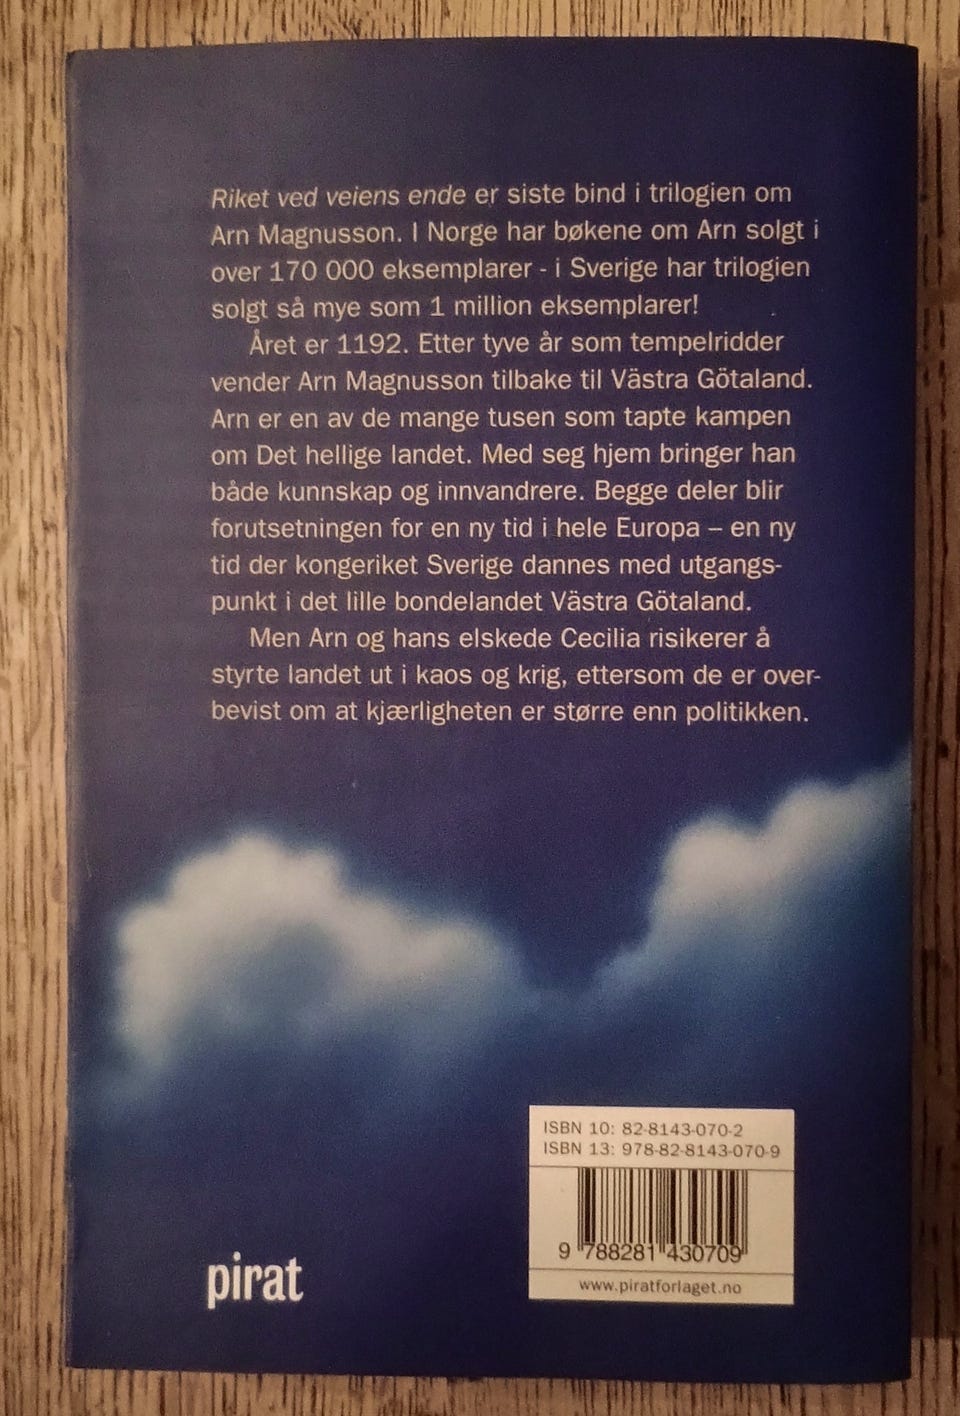 Riket ved veiens ende er siste bind i trilogien om
Arn Magnusson. I Norge har bøkene om Arn solgt i
over 170 000 eksemplarer - i Sverige har trilogien
solgt så mye som 1 million eksemplarer!
Året er 1192. Etter tyve år som tempelridder
vender Arn Magnusson tilbake til Västra Götaland.
Arn er en av de mange tusen som tapte kampen
om Det hellige landet. Med seg hjem bringer han
både kunnskap og innvandrere. Begge deler blir
forutsetningen for en ny tid i hele Europa – en ny
tid der kongeriket Sverige dannes med utgangs-
punkt i det lille bondelandet Västra Götaland.
Men Arn og hans elskede Cecilia risikerer å
styrte landet ut i kaos og krig, ettersom de er over-
bevist om at kjærligheten er større enn politikken.
ISBN 10: 82-8143-070-2
ISBN 13: 978-82-8143-070-9
9 788281 430709
www.piratforlaget.no
pirat